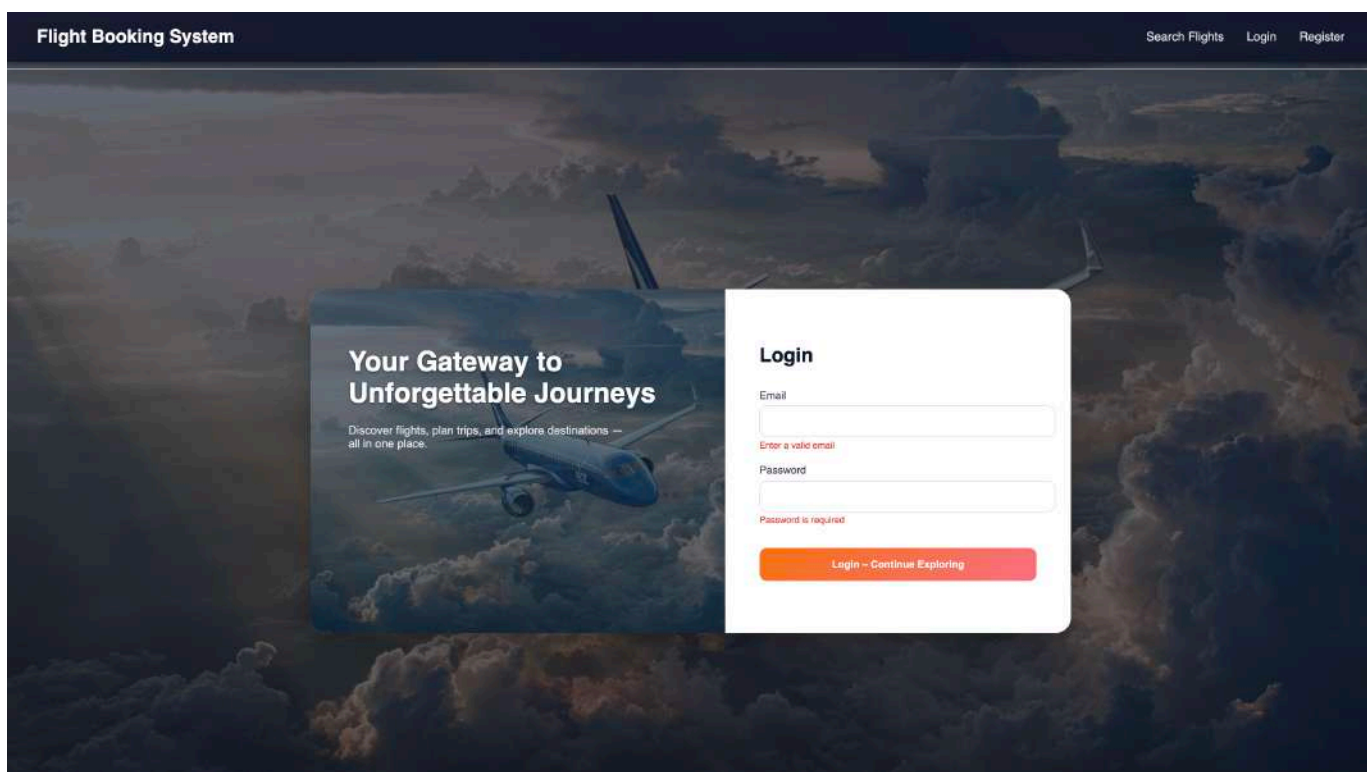 Flight Booking System
Search Flights Login Register
Your Gateway to
Unforgettable Journeys
Discover flights, plan trips, and explore destinations —
all in one place.
Login
Email
Enter a valid email
Password
Password is required
Login – Continue Exploring